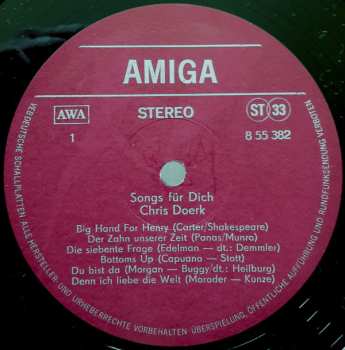 AMIGA
AWA
STEREO
ST 33
1
8 55 382
Songs für Dich
Chris Doerk
Big Hand For Henry (Carter/Shakespeare)
Der Zahn unserer Zeit (Panas/Munro)
Die siebente Frage (Edelman — dt.: Demmler)
Bottoms Up (Capuano — Stott)
Du bist da (Morgan — Buggy/dt.: Heilburg)
Denn ich liebe die Welt (Marader — Kunze)
VEB DEUTSCHE SCHALLPLATTEN ALLE HERSTELLER- UND URHEBERRECHTE VORBEHALTEN ÜBERSPIELUNG, ÖFFENTLICHE AUFFÜHRUNG UND RUNDFUNKSENDUNG VERBOTEN